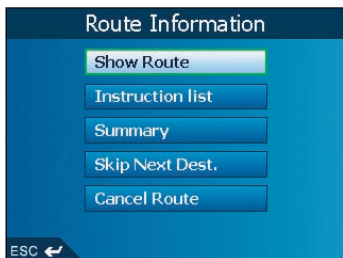 Route Information
Show Route
Instruction list
Summary
Skip Next Dest.
Cancel Route
ESC